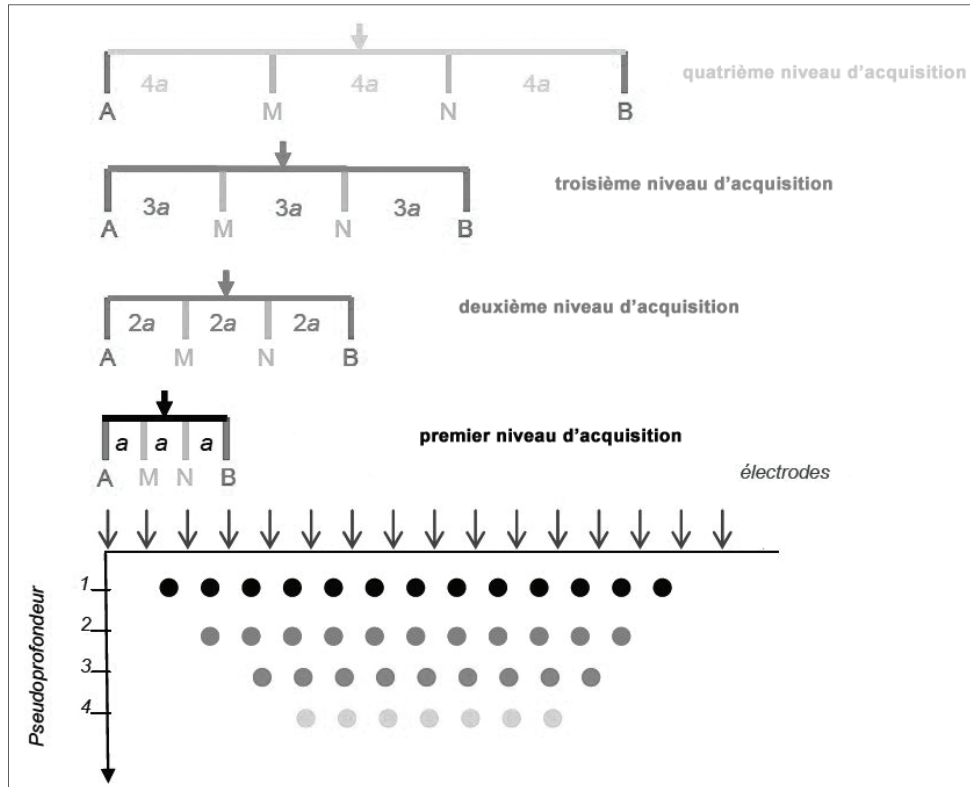 4a 4a 4a quatrième niveau d'acquisition
A M N B
3a 3a 3a troisième niveau d'acquisition
A M N B
2a 2a 2a deuxième niveau d'acquisition
A M N B
a a a premier niveau d'acquisition
A M N B
électrodes
Pseudoprofondeur
1
2
3
4